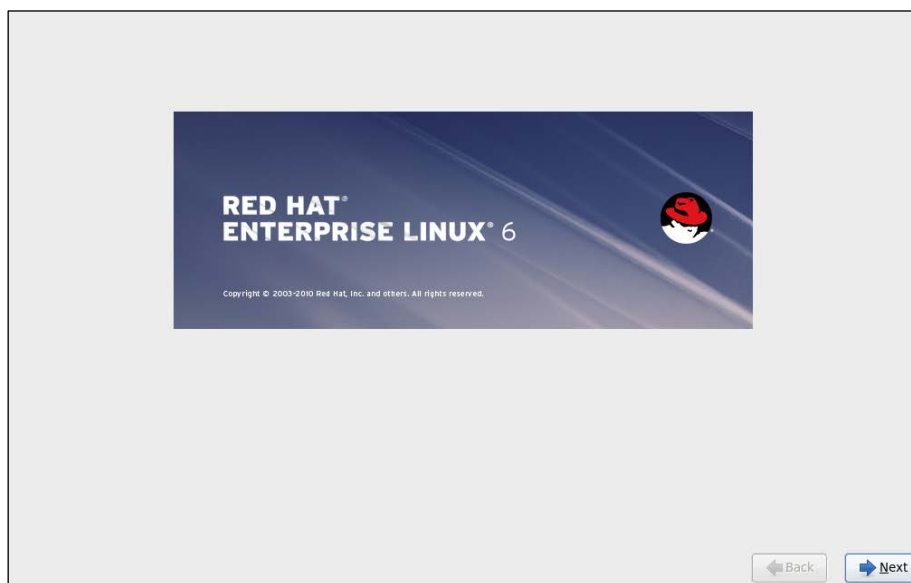 RED HAT®
ENTERPRISE LINUX® 6
Copyright © 2003-2010 Red Hat, Inc. and others. All rights reserved.
Back
Next